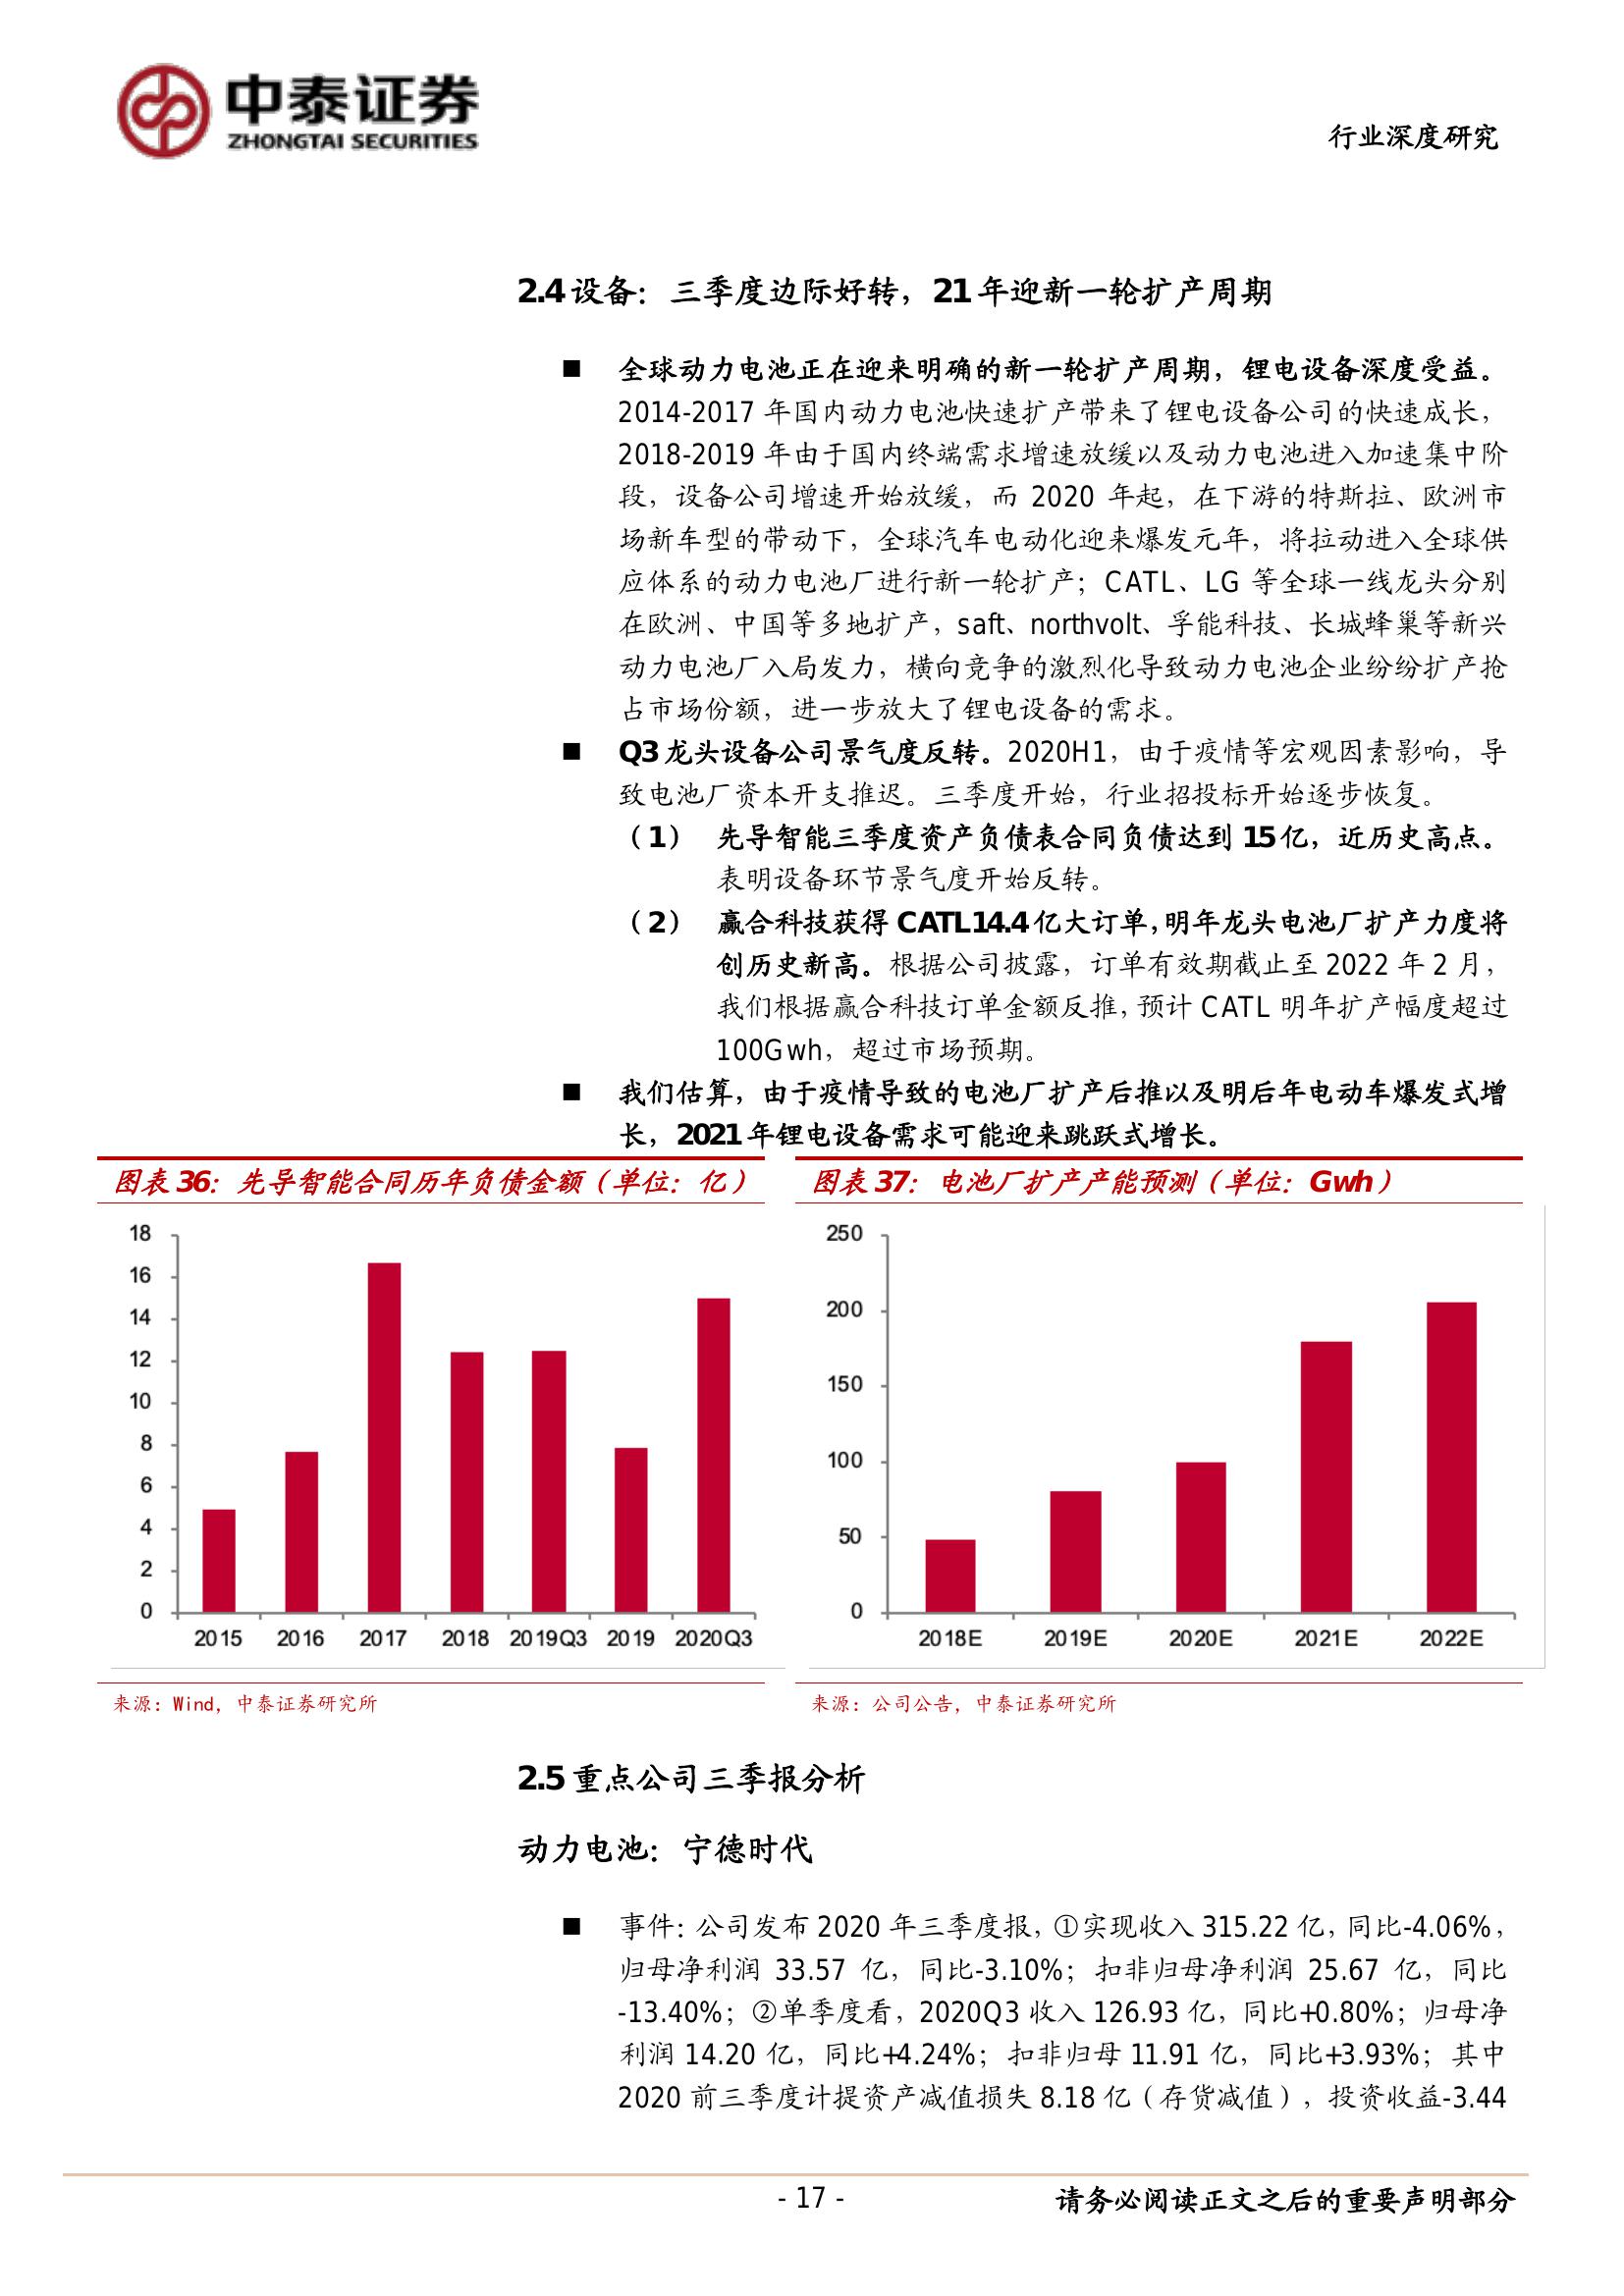 中泰证券
ZHONGTAI SECURITIES
行业深度研究
2.4 设备：三季度边际好转，21 年迎新一轮扩产周期
■ 全球动力电池正在迎来明确的新一轮扩产周期，锂电设备深度受益。
2014-2017 年国内动力电池快速扩产带来了锂电设备公司的快速成长，
2018-2019 年由于国内终端需求增速放缓以及动力电池进入加速集中阶
段，设备公司增速开始放缓，而 2020 年起，在下游的特斯拉、欧洲市
场新车型的带动下，全球汽车电动化迎来爆发元年，将拉动进入全球供
应体系的动力电池厂进行新一轮扩产；CATL、LG 等全球一线龙头分别
在欧洲、中国等多地扩产，saft、northvolt、孚能科技、长城蜂巢等新兴
动力电池厂入局发力，横向竞争的激烈化导致动力电池企业纷纷扩产抢
占市场份额，进一步放大了锂电设备的需求。
■ Q3 龙头设备公司景气度反转。2020H1，由于疫情等宏观因素影响，导
致电池厂资本开支推迟。三季度开始，行业招投标开始逐步恢复。
（1） 先导智能三季度资产负债表合同负债达到 15 亿，近历史高点。
表明设备环节景气度开始反转。
（2） 赢合科技获得 CATL14.4 亿大订单，明年龙头电池厂扩产力度将
创历史新高。根据公司披露，订单有效期截止至 2022 年 2 月，
我们根据赢合科技订单金额反推，预计 CATL 明年扩产幅度超过
100Gwh，超过市场预期。
■ 我们估算，由于疫情导致的电池厂扩产后推以及明后年电动车爆发式增
长，2021 年锂电设备需求可能迎来跳跃式增长。
图表 36：先导智能合同历年负债金额（单位：亿）
18
16
14
12
10
8
6
4
2
0
2015 2016 2017 2018 2019Q3 2019 2020Q3
来源：Wind，中泰证券研究所
图表 37：电池厂扩产产能预测（单位：Gwh）
250
200
150
100
50
0
2018E 2019E 2020E 2021E 2022E
来源：公司公告，中泰证券研究所
2.5 重点公司三季报分析
动力电池：宁德时代
■ 事件：公司发布 2020 年三季度报，①实现收入 315.22 亿，同比-4.06%，
归母净利润 33.57 亿，同比-3.10%；扣非归母净利润 25.67 亿，同比
-13.40%；②单季度看，2020Q3 收入 126.93 亿，同比+0.80%；归母净
利润 14.20 亿，同比+4.24%；扣非归母 11.91 亿，同比+3.93%；其中
2020 前三季度计提资产减值损失 8.18 亿（存货减值），投资收益-3.44
- 17 -
请务必阅读正文之后的重要声明部分